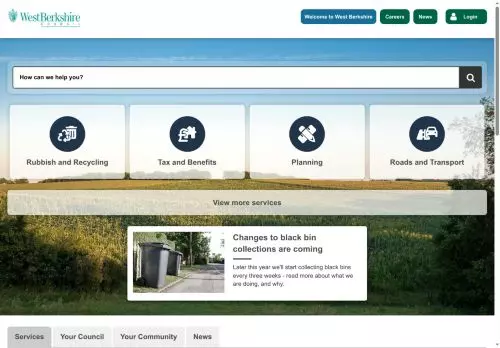 WestBerkshire
COUNCIL
Welcome to West Berkshire
Careers
News
Login
How can we help you?
Rubbish and Recycling
Tax and Benefits
Planning
Roads and Transport
View more services
Changes to black bin
collections are coming
Later this year we'll start collecting black bins
every three weeks - read more about what we
are doing, and why.
Services
Your Council
Your Community
News